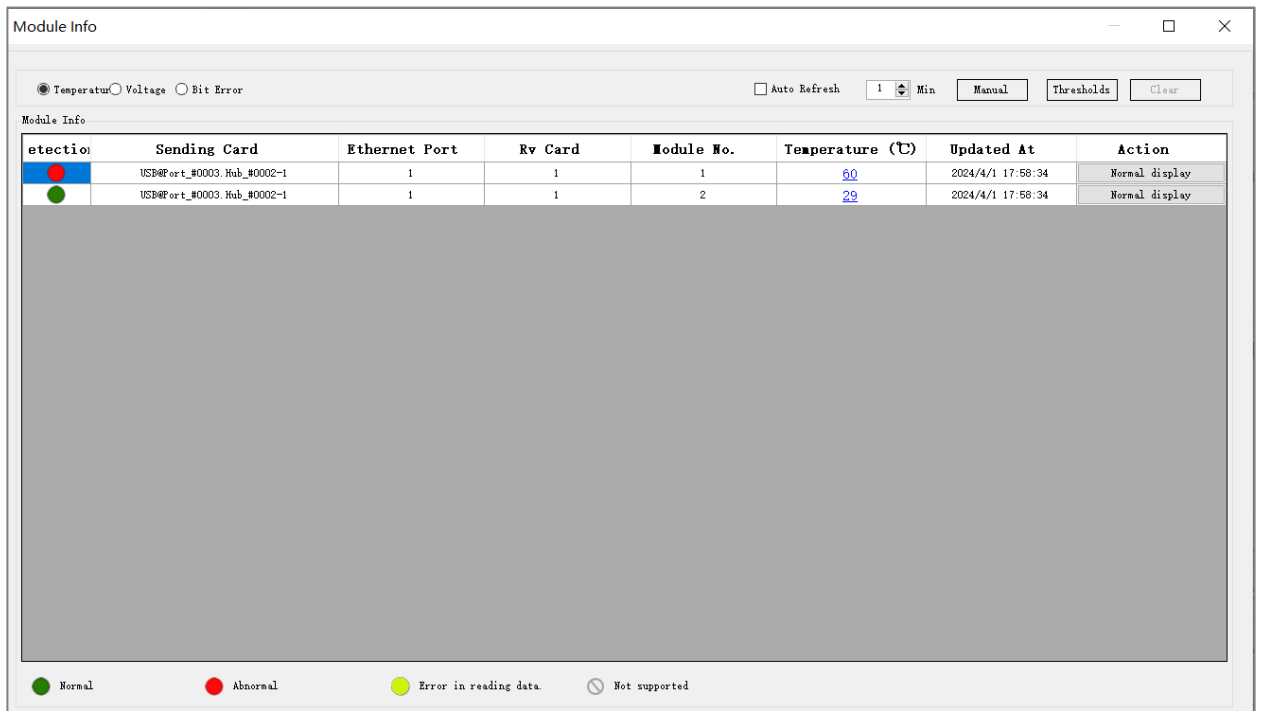 Module Info
Temperatur Voltage Bit Error Auto Refresh 1 Min Manual Thresholds Clear
Module Info
etection Sending Card Ethernet Port Rv Card Module No. Temperature (℃) Updated At Action
USB@Port_#0003.Hub_#0002-1 1 1 1 60 2024/4/1 17:58:34 Normal display
USB@Port_#0003.Hub_#0002-1 1 1 2 29 2024/4/1 17:58:34 Normal display
Normal Abnormal Error in reading data. Not supported